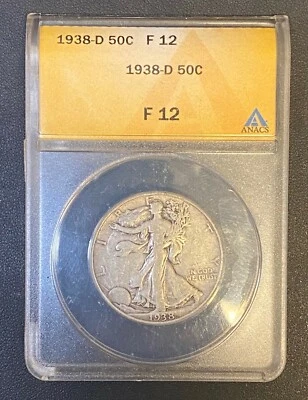 1938-D 50C F 12
1938-D 50C
F 12
ANACS
LIBERTY
IN GOD
WE TRUST
1938